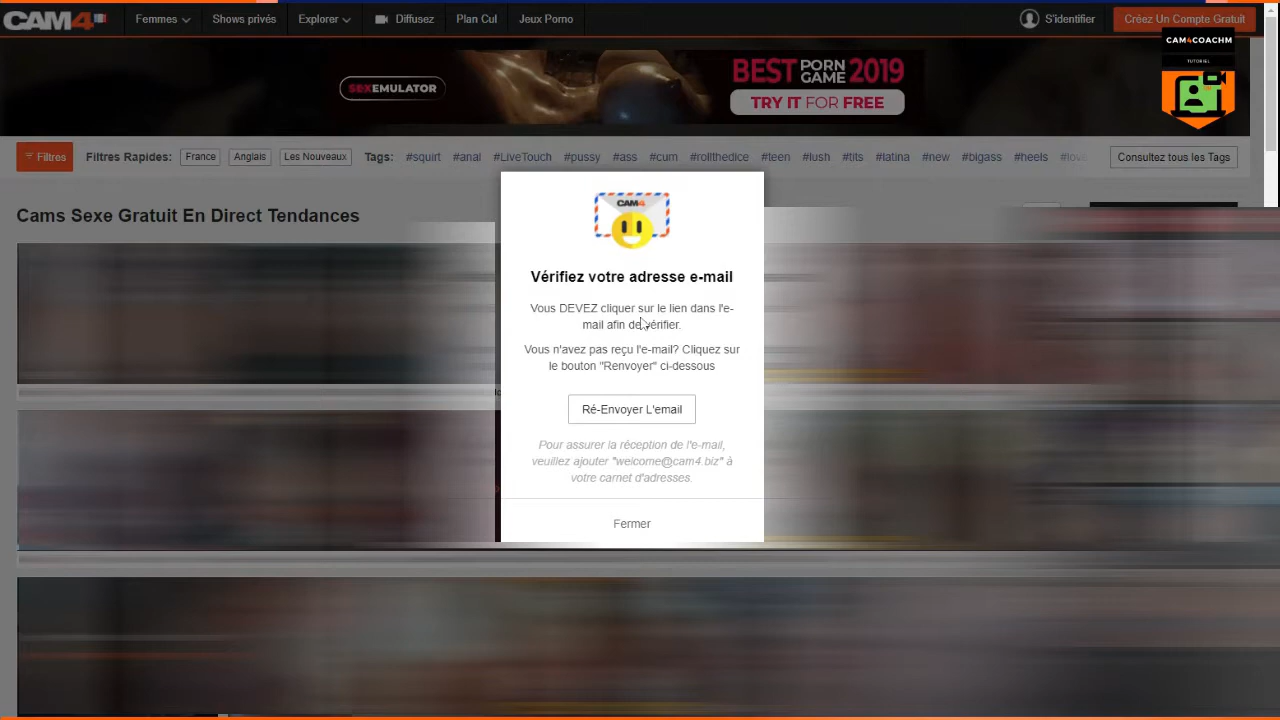 CAM4
Femmes
Shows privés
Explorer
Diffusez
Plan Cul
Jeux Porno
S'identifier
Créez Un Compte Gratuit
CAM4COACHM
TUTORIEL
SEXEMULATOR
BEST PORN
GAME 2019
TRY IT FOR FREE
Filtres
Filtres Rapides:
France
Anglais
Les Nouveaux
Tags:
#squirt
#anal
#LiveTouch
#pussy
#ass
#cum
#rollthedice
#teen
#lush
#tits
#latina
#new
#bigass
#heels
Consultez tous les Tags
Cams Sexe Gratuit En Direct Tendances
CAM4
Vérifiez votre adresse e-mail
Vous DEVEZ cliquer sur le lien dans l'e-
mail afin de vérifier.
Vous n'avez pas reçu l'e-mail? Cliquez sur
le bouton "Renvoyer" ci-dessous
Ré-Envoyer L'email
Pour assurer la réception de l'e-mail,
veuillez ajouter "welcome@cam4.biz" à
votre carnet d'adresses.
Fermer